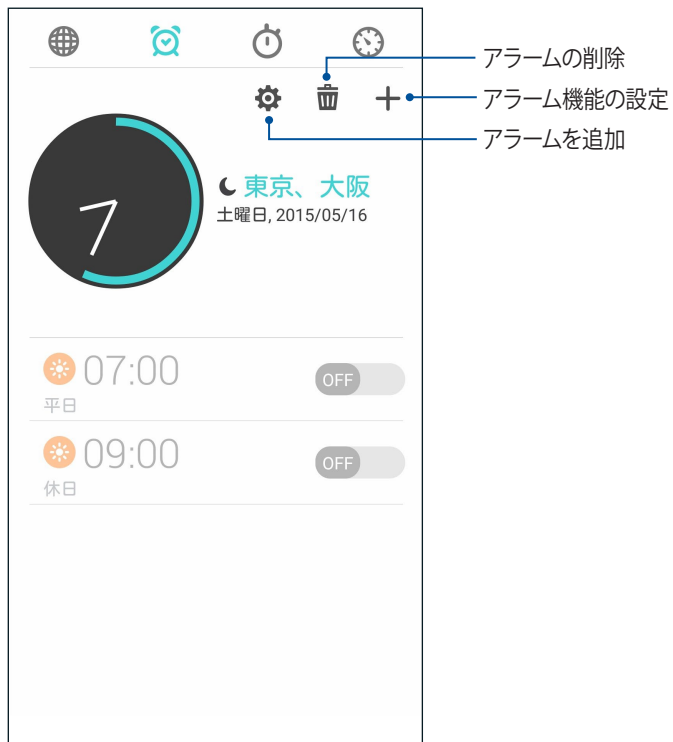 アラームの削除
アラーム機能の設定
アラームを追加
東京、大阪
土曜日, 2015/05/16
07:00
OFF
平日
09:00
OFF
休日